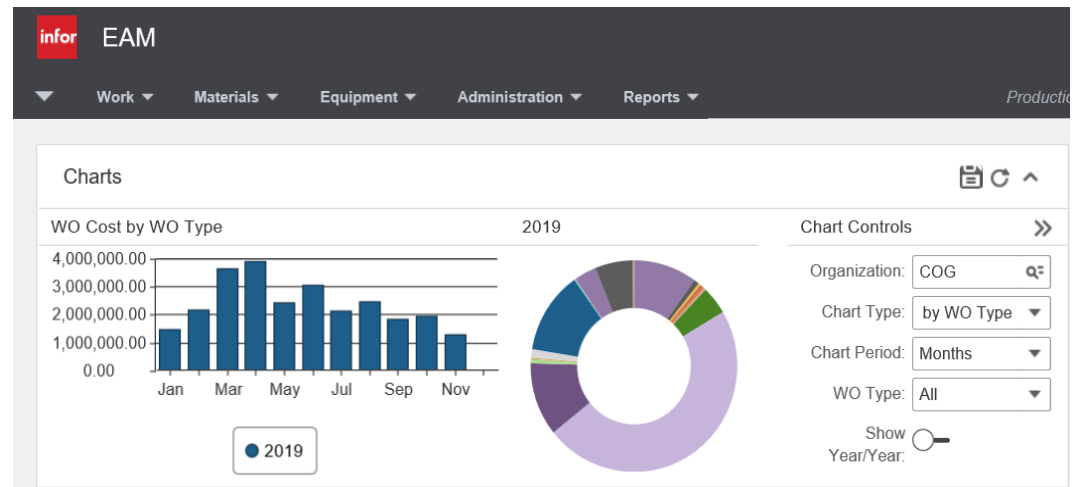 infor EAM
Work Materials Equipment Administration Reports Productio
Charts
WO Cost by WO Type 2019 Chart Controls
4,000,000.00
3,000,000.00
2,000,000.00
1,000,000.00
0.00
Jan Mar May Jul Sep Nov
2019
Organization: COG
Chart Type: by WO Type
Chart Period: Months
WO Type: All
Show
Year/Year: